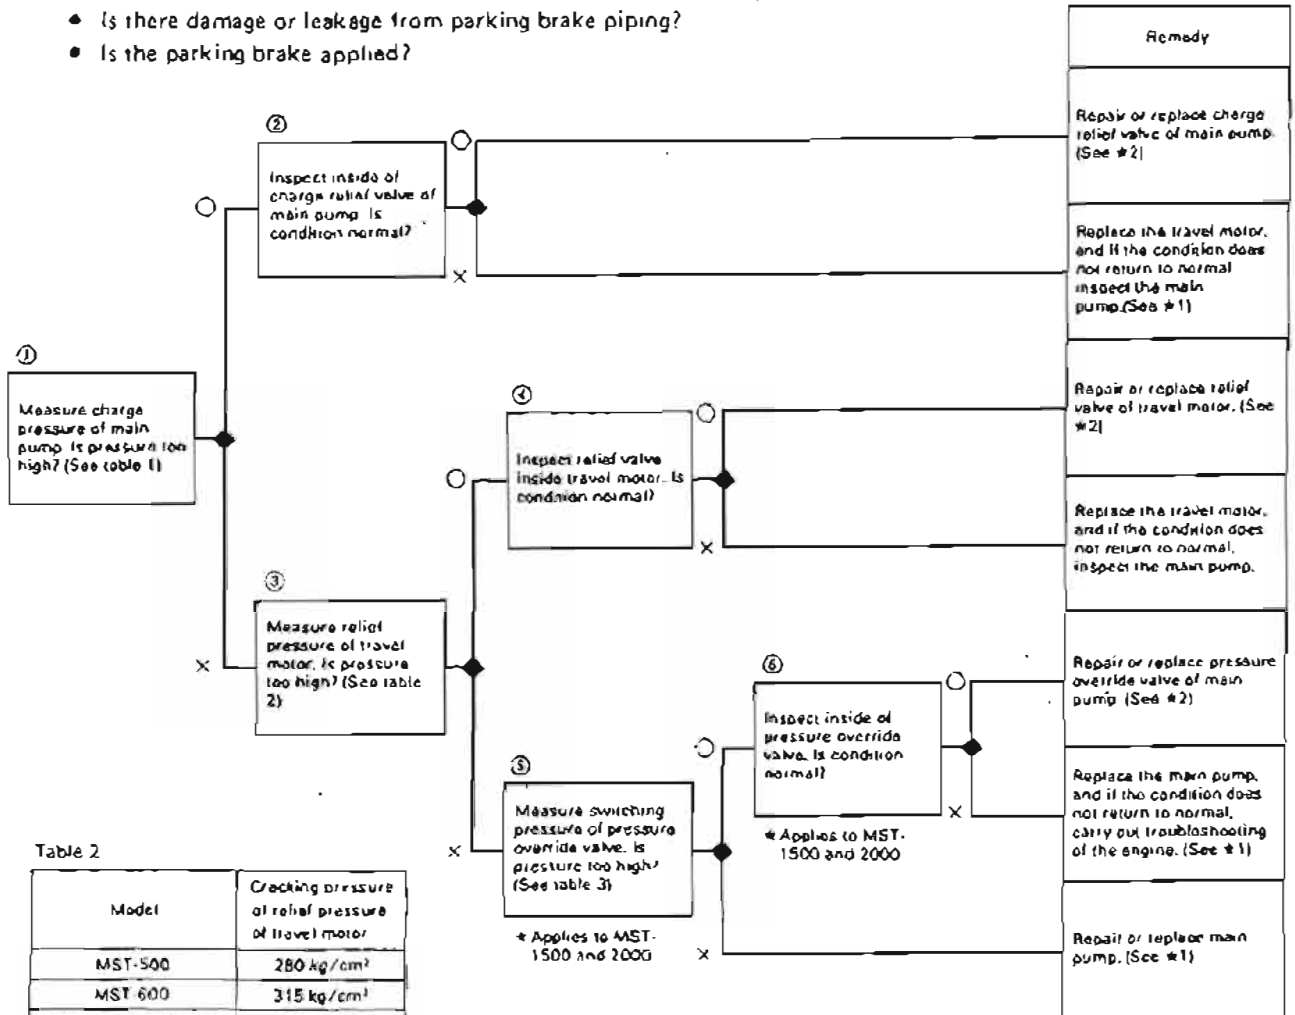 Is there damage or leakage from parking brake piping?
Is the parking brake applied?
Remedy
①
Measure charge
pressure of main
pump. Is pressure too
high? (See table 1)
②
Inspect inside of
charge relief valve of
main pump. Is
condition normal?
③
Measure relief
pressure of travel
motor. Is pressure
too high? (See table
2)
④
Inspect relief valve
inside travel motor. Is
condition normal?
⑤
Measure switching
pressure of pressure
override valve. Is
pressure too high?
(See table 3)
★ Applies to MST-
1500 and 2000
⑥
Inspect inside of
pressure override
valve. Is condition
normal?
★ Applies to MST-
1500 and 2000
Repair or replace charge
relief valve of main pump.
(See ★2)
Replace the travel motor,
and if the condition does
not return to normal
inspect the main
pump.(See ★1)
Repair or replace relief
valve of travel motor. (See
★2)
Replace the travel motor,
and if the condition does
not return to normal,
inspect the main pump.
Repair or replace pressure
override valve of main
pump (See ★2)
Replace the main pump,
and if the condition does
not return to normal,
carry out troubloshooting
of the engine. (See ★1)
Repair or replace main
pump. (See ★1)
Table 2
Model
Cracking pressure
of relief pressure
of travel motor
MST-500
280 kg/cm²
MST-600
315 kg/cm²